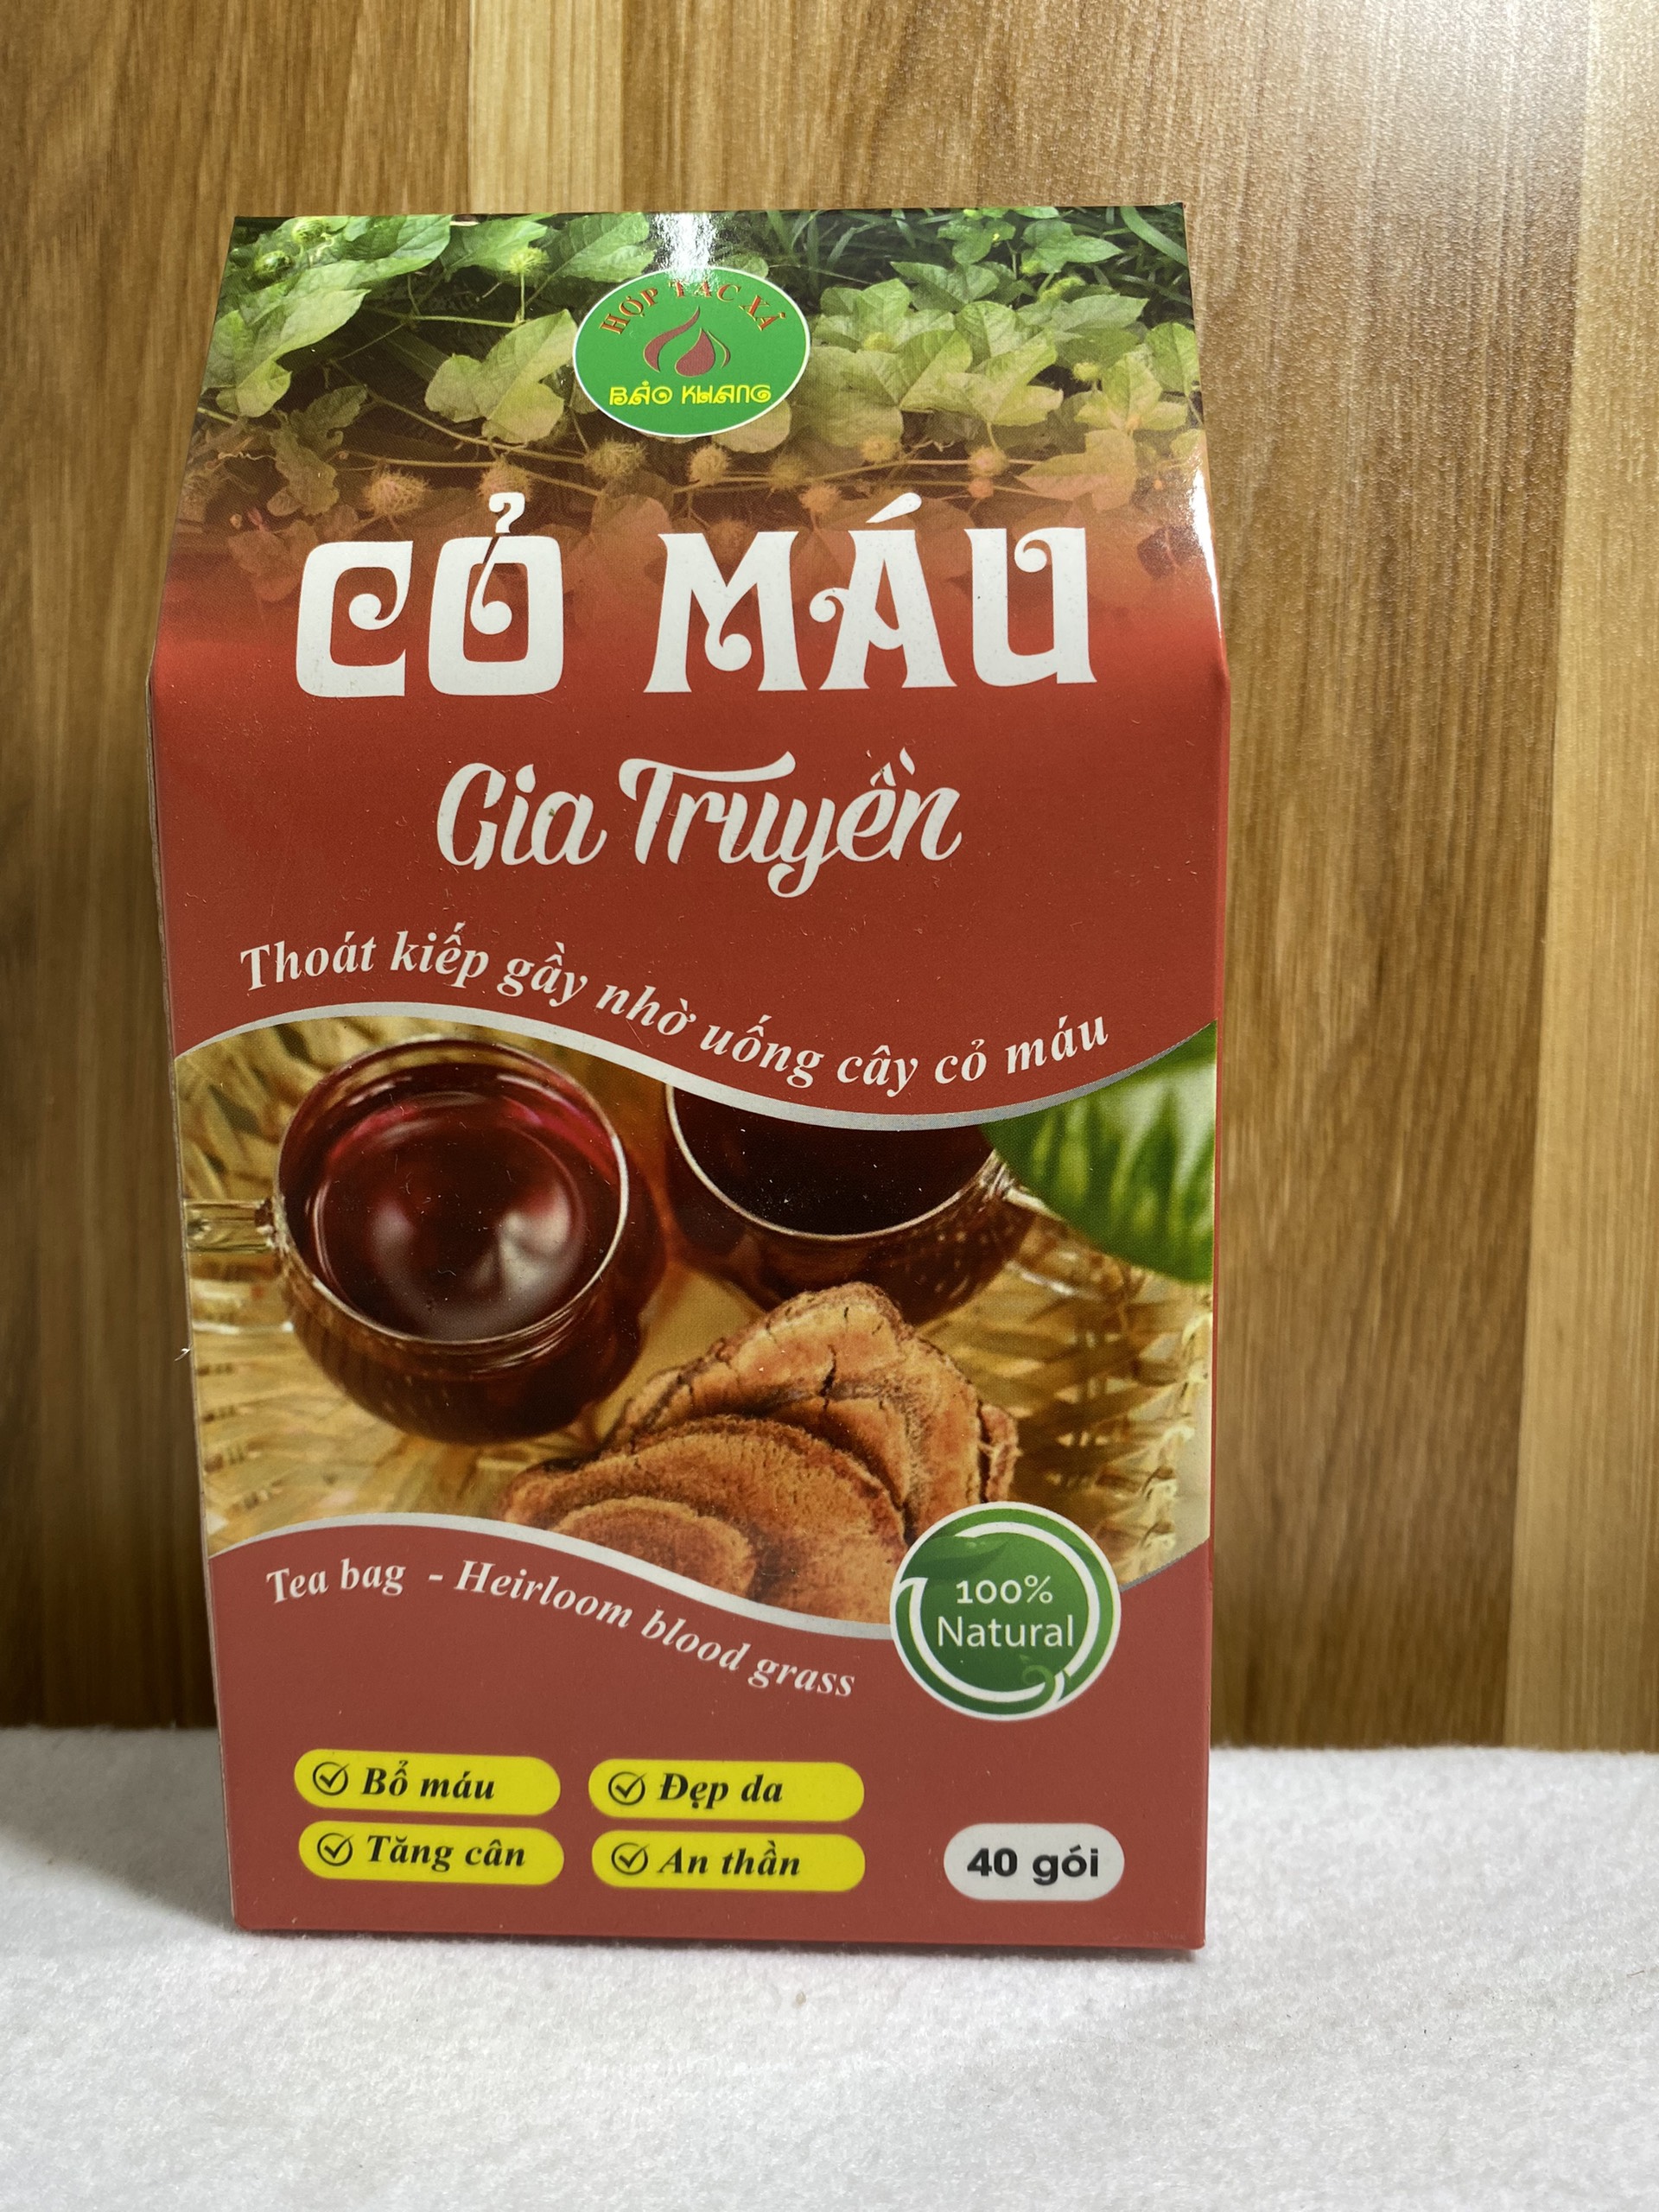 HỢP TÁC XÃ
BẢO KHANG
CỎ MÁU
Gia Truyền
Thoát kiếp gầy nhờ uống cây cỏ máu
Tea bag - Heirloom blood grass
100%
Natural
Bổ máu
Đẹp da
Tăng cân
An thần
40 gói